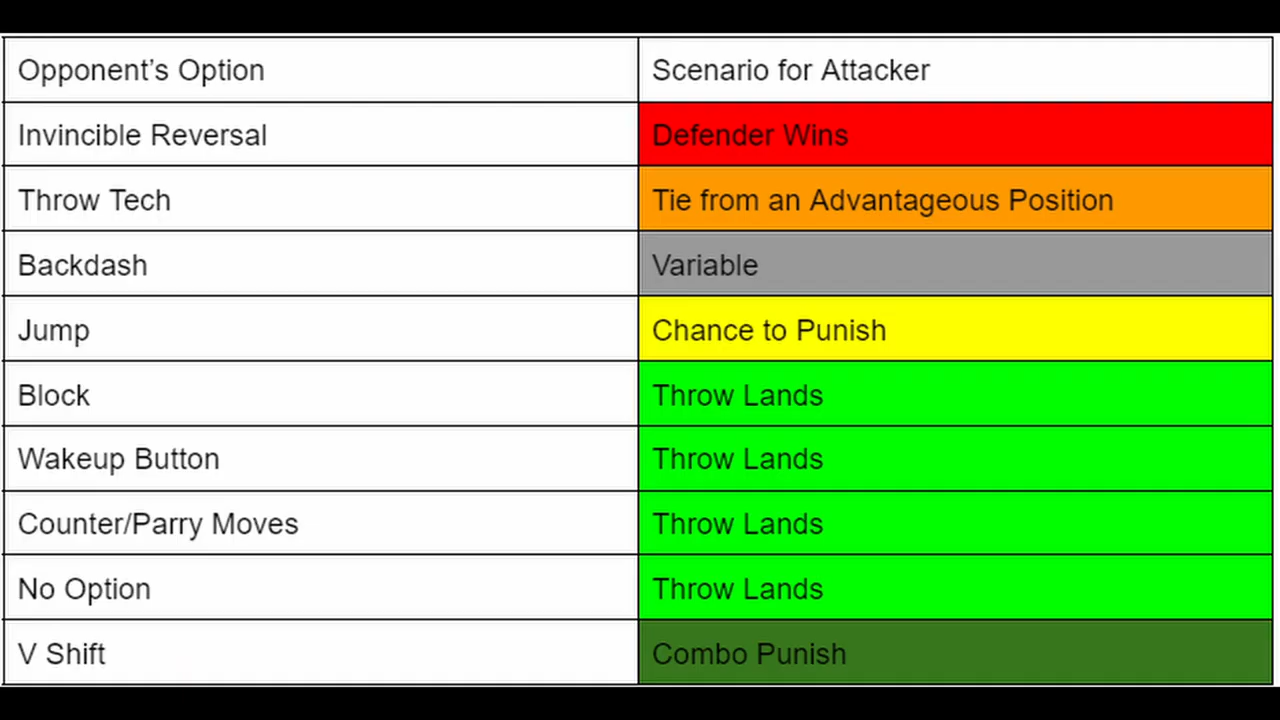 Opponent’s Option
Scenario for Attacker
Invincible Reversal
Defender Wins
Throw Tech
Tie from an Advantageous Position
Backdash
Variable
Jump
Chance to Punish
Block
Throw Lands
Wakeup Button
Throw Lands
Counter/Parry Moves
Throw Lands
No Option
Throw Lands
V Shift
Combo Punish